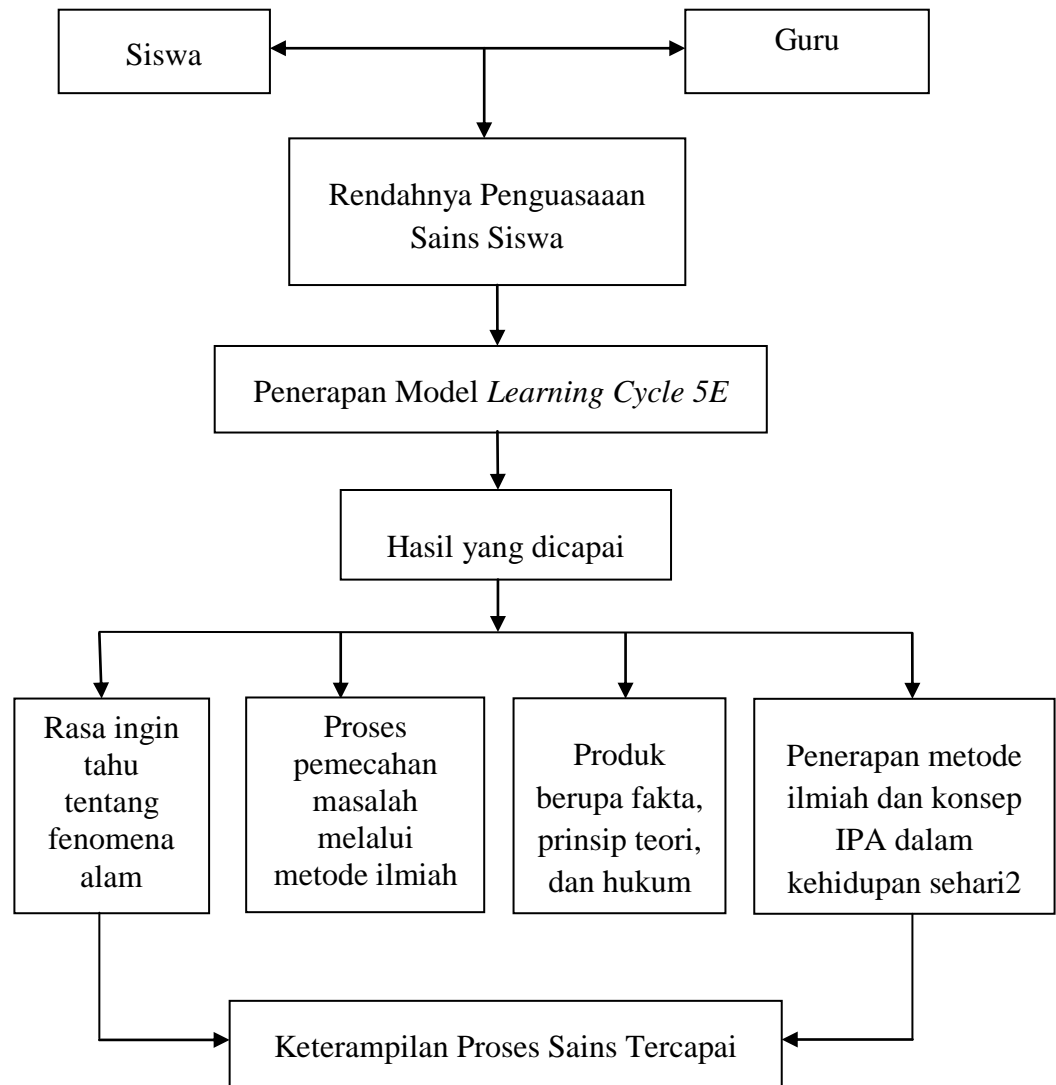 Siswa
Guru
Rendahnya Penguasaaan
Sains Siswa
Penerapan Model Learning Cycle 5E
Hasil yang dicapai
Rasa ingin
tahu
tentang
fenomena
alam
Proses
pemecahan
masalah
melalui
metode ilmiah
Produk
berupa fakta,
prinsip teori,
dan hukum
Penerapan metode
ilmiah dan konsep
IPA dalam
kehidupan sehari2
Keterampilan Proses Sains Tercapai